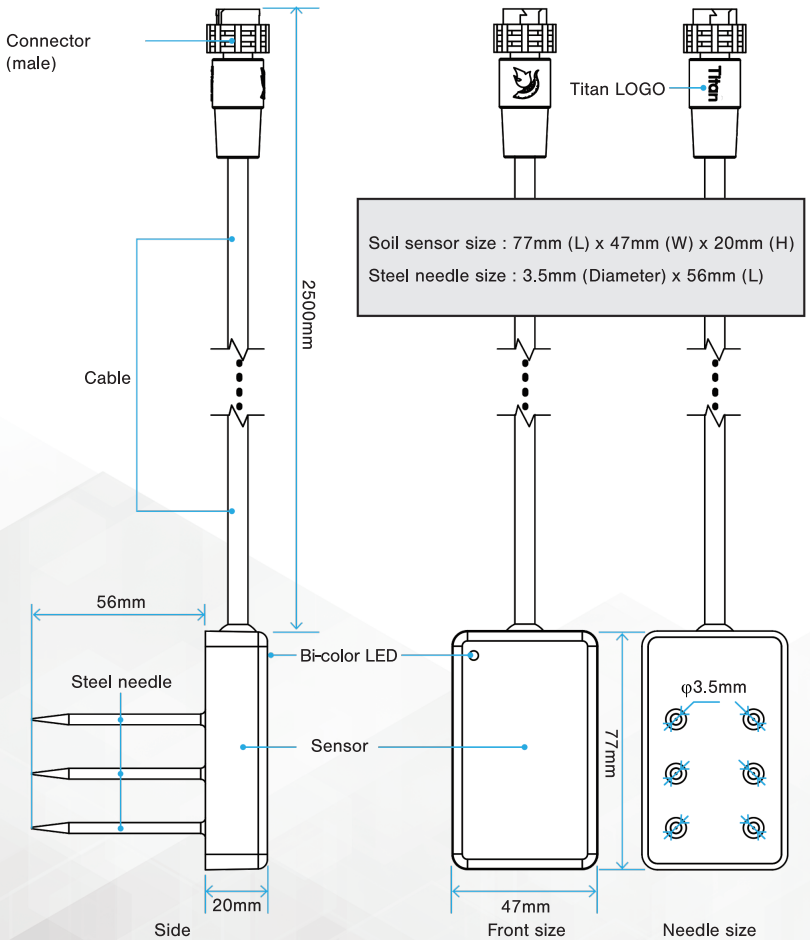 Connector
(male)
Titan LOGO
Titan
Soil sensor size : 77mm (L) x 47mm (W) x 20mm (H)
Steel needle size : 3.5mm (Diameter) x 56mm (L)
2500mm
Cable
56mm
Bi-color LED
Steel needle
φ3.5mm
Sensor
77mm
20mm
47mm
Side
Front size
Needle size